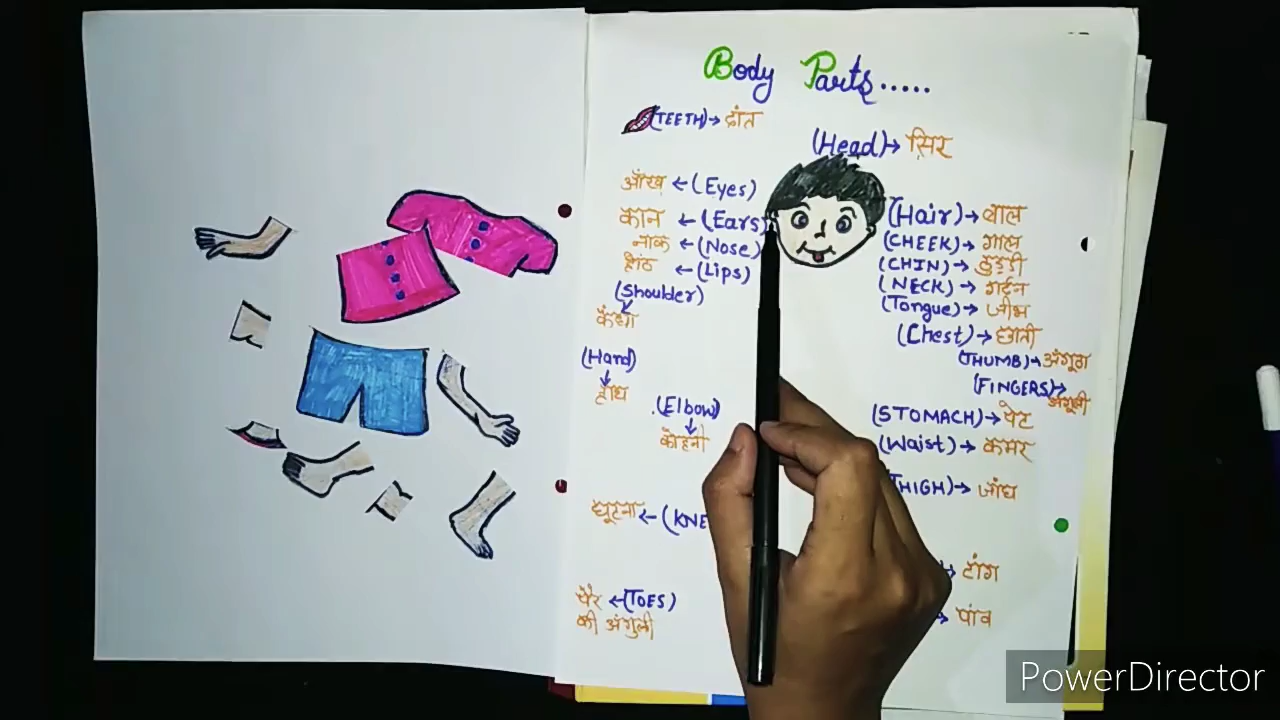 Body Parts.....
(TEETH)→ दांत
(Head)→ सिर
आँख ←(Eyes)
कान ←(Ears)
नाक ←(Nose)
←(Lips)
(Shoulder)
कंधा
(Hand)
हाथ
(Elbow)
कोहनी
घूटना←(KNE
पैर ←(TOES)
की अंगुली
(Hair)→ बाल
(CHEEK)→ गाल
(CHIN)→ ठुड्डी
(NECK)→ गर्दन
(Tongue)→ जीभ
(Chest)→ छाती
(THUMB)→ अंगूठा
(FINGERS)→
अंगूली
(STOMACH)→ पेट
(Waist)→ कमर
THIGH)→ जाँघ
→ टांग
→ पांव
PowerDirector